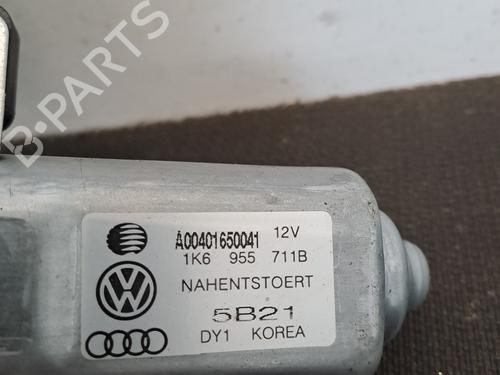 B-PARTS
A00401650041 12V
1K6 955 711B
NAHENTSTOERT
5B21
DY1 KOREA